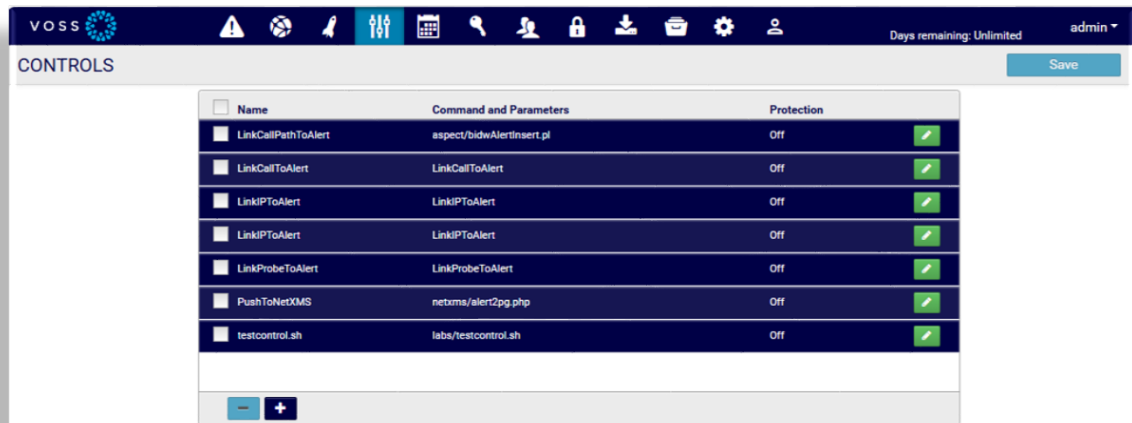 VOSS
Days remaining: Unlimited
admin
CONTROLS
Save
Name Command and Parameters Protection
LinkCallPathToAlert aspect/bidwAlertInsert.pl Off
LinkCallToAlert LinkCallToAlert Off
LinkIPToAlert LinkIPToAlert Off
LinkIPToAlert LinkIPToAlert Off
LinkProbeToAlert LinkProbeToAlert Off
PushToNetXMS netxms/alert2pg.php Off
testcontrol.sh labs/testcontrol.sh Off